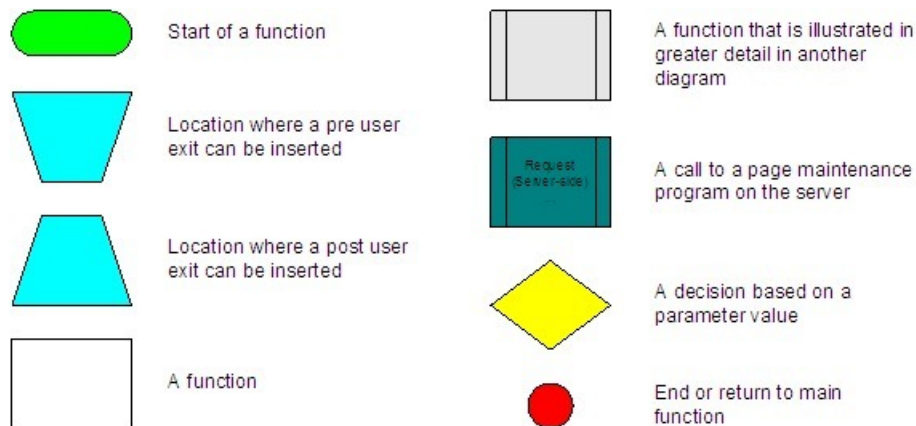 Start of a function
Location where a pre user
exit can be inserted
Location where a post user
exit can be inserted
A function
A function that is illustrated in
greater detail in another
diagram
Request
(Server-side)
...
A call to a page maintenance
program on the server
A decision based on a
parameter value
End or return to main
function